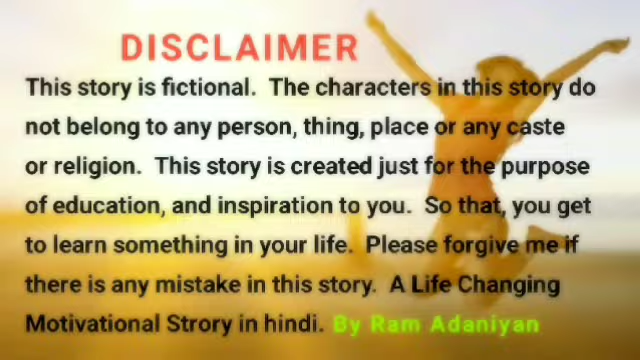 DISCLAIMER
This story is fictional. The characters in this story do
not belong to any person, thing, place or any caste
or religion. This story is created just for the purpose
of education, and inspiration to you. So that, you get
to learn something in your life. Please forgive me if
there is any mistake in this story. A Life Changing
Motivational Strory in hindi. By Ram Adaniyan